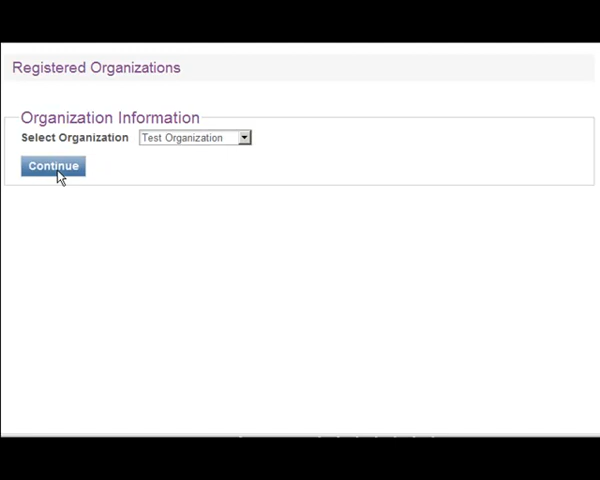 Registered Organizations
Organization Information
Select Organization Test Organization
Continue